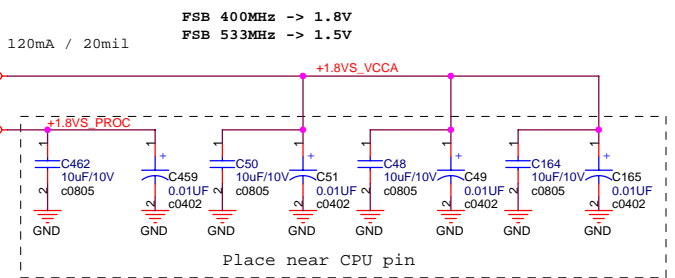 FSB 400MHz -> 1.8V
FSB 533MHz -> 1.5V
120mA / 20mil
+1.8VS_VCCA
+1.8VS_PROC
1 1 1 1 1 1 1 1
+ + + +
C462 C50 C48 C164
10uF/10V C459 10uF/10V C51 10uF/10V C49 10uF/10V C165
c0805 0.01UF c0805 0.01UF c0805 0.01UF c0805 0.01UF
2 2 2 2 2 2 2 2
c0402 c0402 c0402 c0402
GND GND GND GND GND GND GND GND
Place near CPU pin